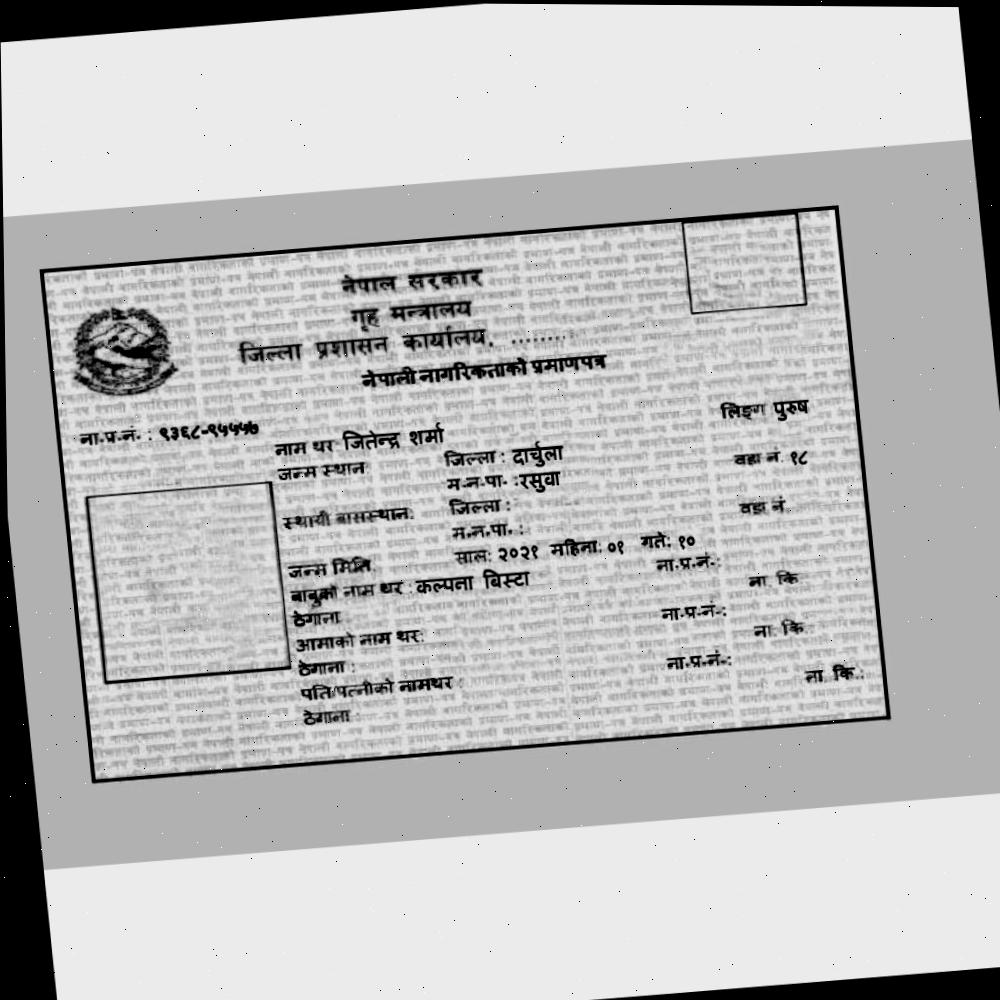 नेपाल सरकार
गृह मन्त्रालय
जिल्ला प्रशासन कार्यालय, .........
नेपाली नागरिकताको प्रमाणपत्र
लिङ्ग पुरुष
ना.प्र.नं. : ९३६८-९५५५७
नाम थर जितेन्द्र शर्मा
जन्म स्थान: जिल्ला : दार्चुला वडा नं. १८
म.न.पा. :रसुवा
स्थायी बासस्थान: जिल्ला : वडा नं.
म.न.पा. :
जन्म मिति: साल: २०२१ महिना: ०१ गते: १०
बाबुको नाम थर : कल्पना बिस्टा ना.प्र.नं.:
ठेगाना : ना. कि.
आमाको नाम थर: ना.प्र.नं.:
ठेगाना : ना. कि.:
पति/पत्नीको नामथर : ना.प्र.नं.:
ठेगाना : ना. कि.: